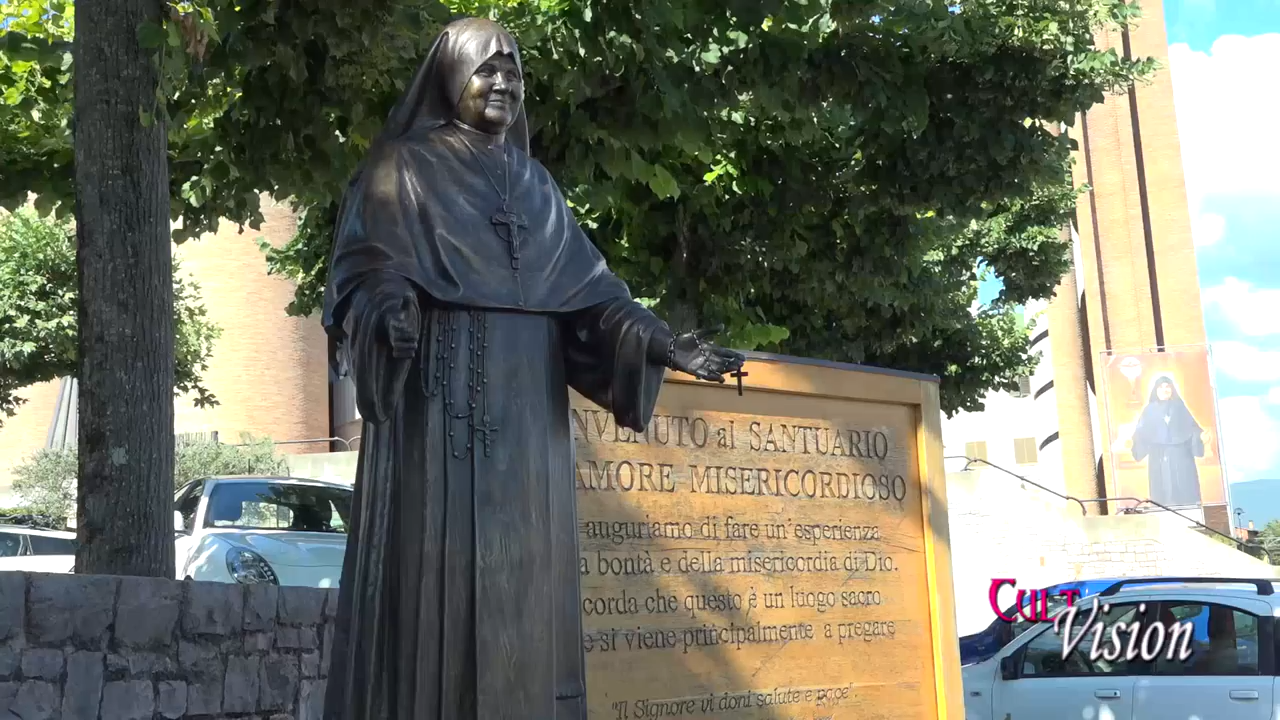 NVENUTO al SANTUARIO
AMORE MISERICORDIOSO
auguriamo di fare un'esperienza
a bontà e della misericordia di Dio.
corda che questo è un luogo sacro
e si viene principalmente a pregare
"Il Signore vi doni salute e pace".
CULT
Vision